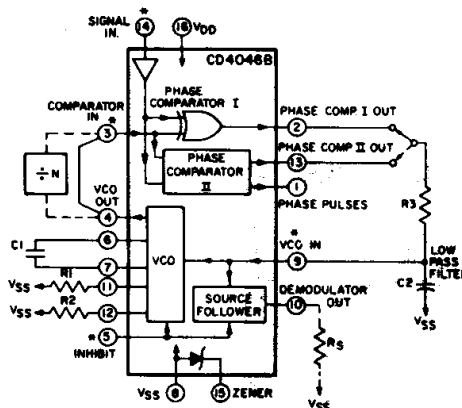 *
SIGNAL
IN.
14
16
VDD
CD4046B
PHASE
COMPARATOR I
COMPARATOR
IN
3
*
PHASE COMP. I OUT
2
PHASE COMP II OUT
13
PHASE
COMPARATOR
II
1
PHASE PULSES
÷ N
VCO
OUT
4
R3
6
C1
7
VCO
*
VCO IN
9
LOW
PASS
FILTER
VSS
R1
11
VSS
R2
12
SOURCE
FOLLOWER
DEMODULATOR
OUT
10
C2
VSS
*
5
INHIBIT
RS
VSS
8
15
ZENER
VSS